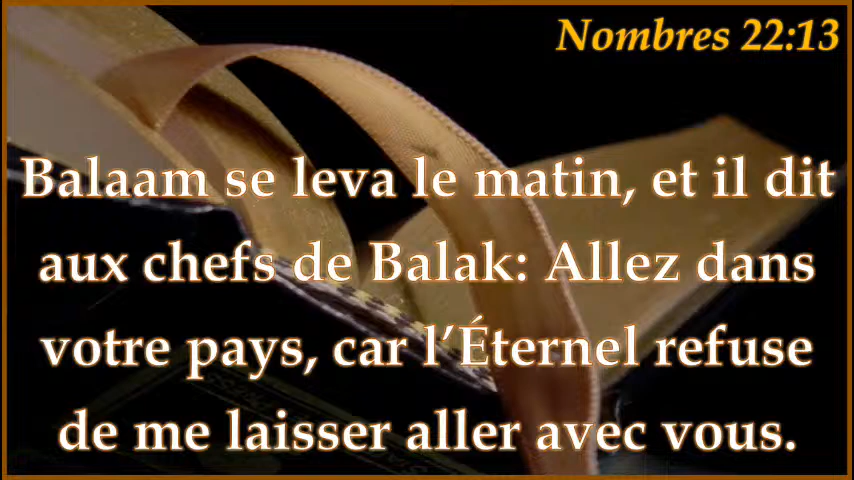 Nombres 22:13
Balaam se leva le matin, et il dit
aux chefs de Balak: Allez dans
votre pays, car l’Éternel refuse
de me laisser aller avec vous.